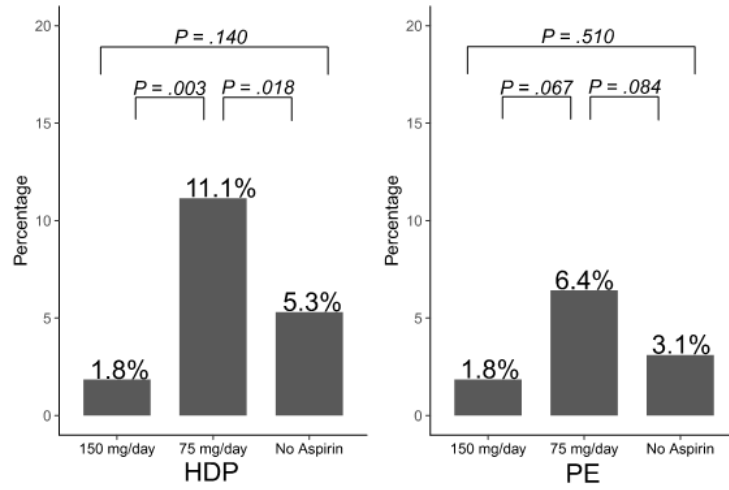 20
P = .140
P = .003
P = .018
15
Percentage
11.1%
10
5.3%
5
1.8%
0
150 mg/day
75 mg/day
No Aspirin
HDP
20
P = .510
P = .067
P = .084
15
Percentage
10
6.4%
5
3.1%
1.8%
0
150 mg/day
75 mg/day
No Aspirin
PE